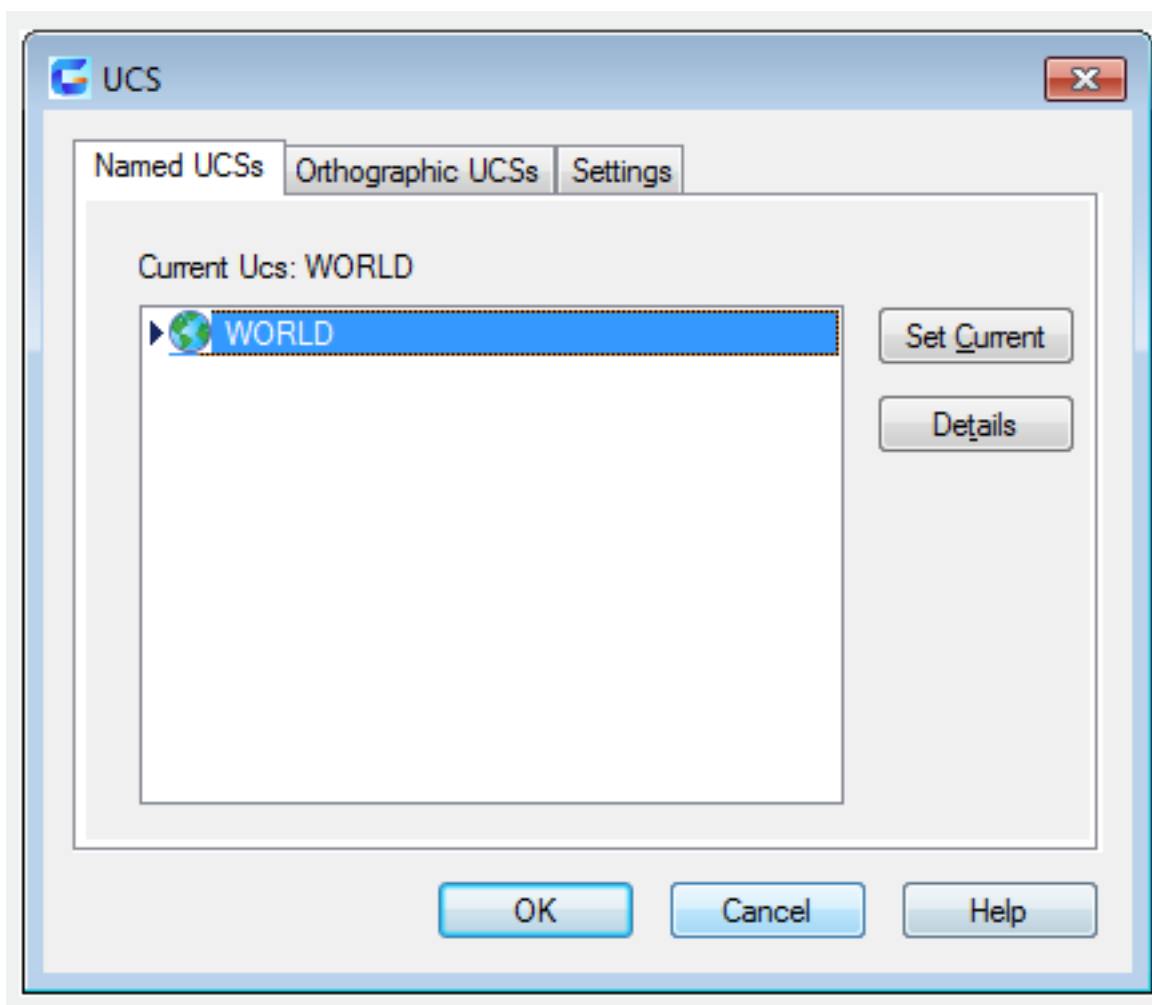 UCS
Named UCSs Orthographic UCSs Settings
Current Ucs: WORLD
WORLD
Set Current
Details
OK Cancel Help